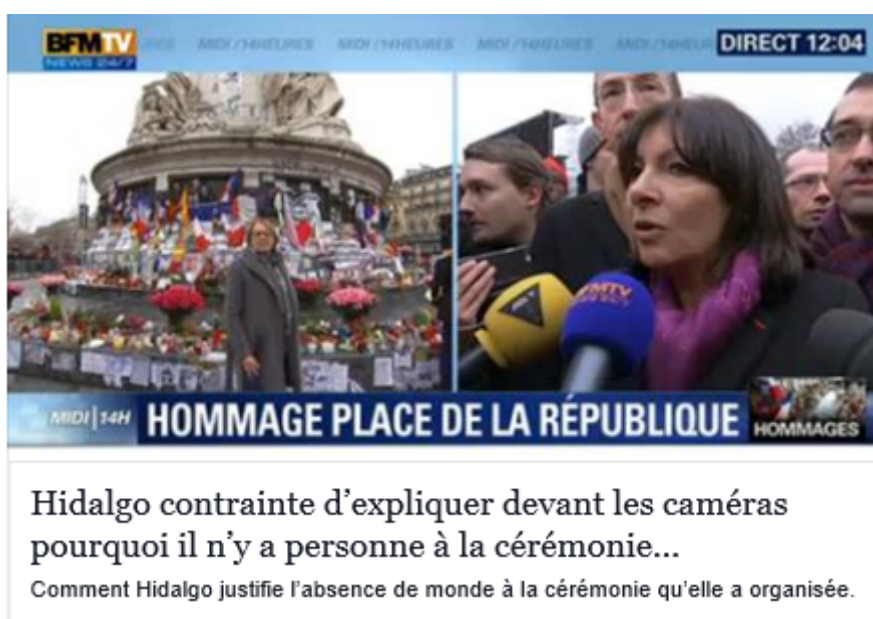 BFMTV
NEWS 24/7
MIDI/14HEURES MIDI/14HEURES MIDI/14HEURES
DIRECT 12:04
BFMTV
MIDI|14H HOMMAGE PLACE DE LA RÉPUBLIQUE HOMMAGES
Hidalgo contrainte d’expliquer devant les caméras
pourquoi il n’y a personne à la cérémonie...
Comment Hidalgo justifie l’absence de monde à la cérémonie qu’elle a organisée.